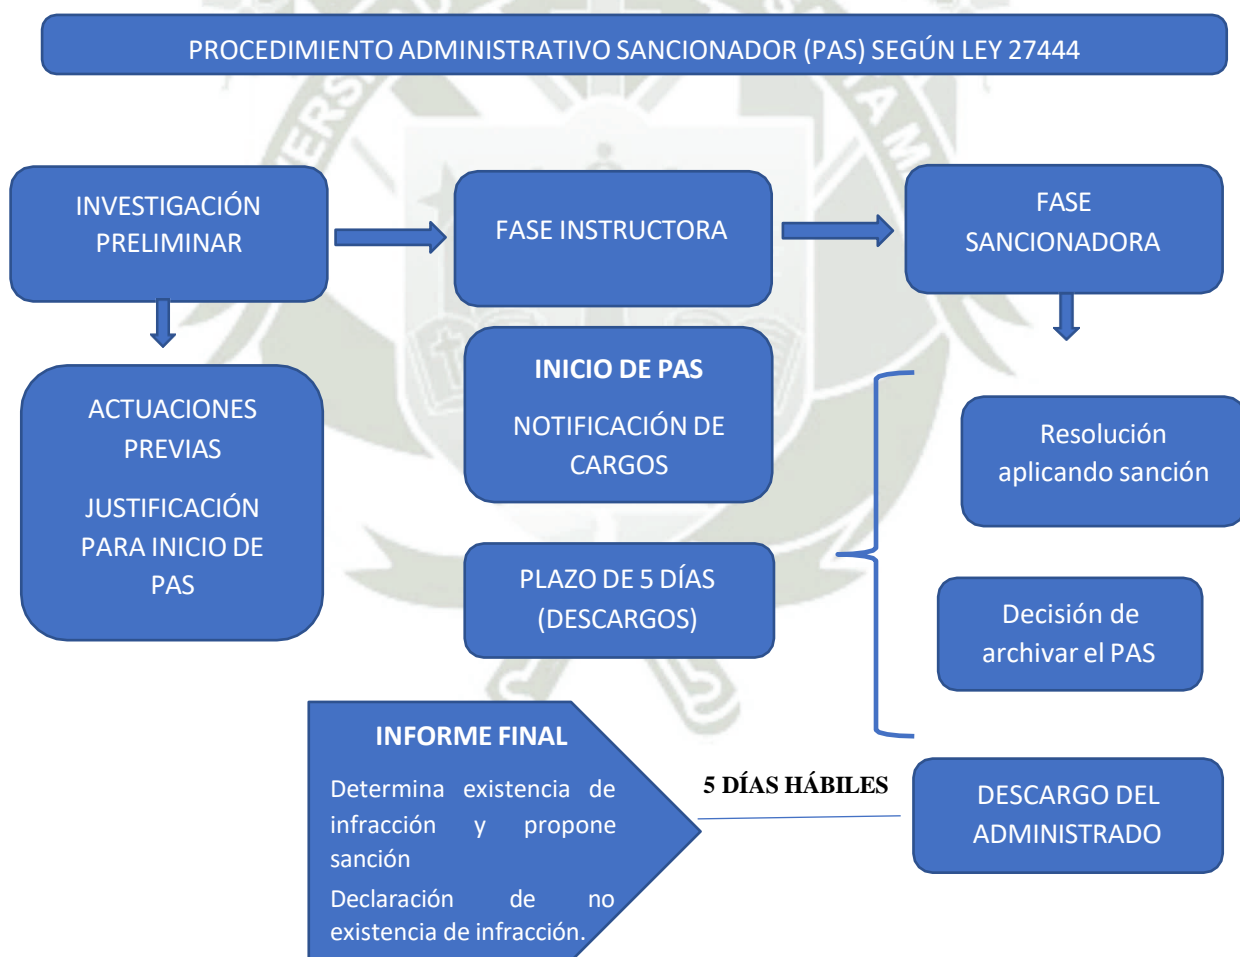 PROCEDIMIENTO ADMINISTRATIVO SANCIONADOR (PAS) SEGÚN LEY 27444
INVESTIGACIÓN
PRELIMINAR
FASE INSTRUCTORA
FASE
SANCIONADORA
ACTUACIONES
PREVIAS
JUSTIFICACIÓN
PARA INICIO DE
PAS
INICIO DE PAS
NOTIFICACIÓN DE
CARGOS
PLAZO DE 5 DÍAS
(DESCARGOS)
Resolución
aplicando sanción
Decisión de
archivar el PAS
INFORME FINAL
Determina existencia de
infracción y propone
sanción
Declaración de no
existencia de infracción.
5 DÍAS HÁBILES
DESCARGO DEL
ADMINISTRADO